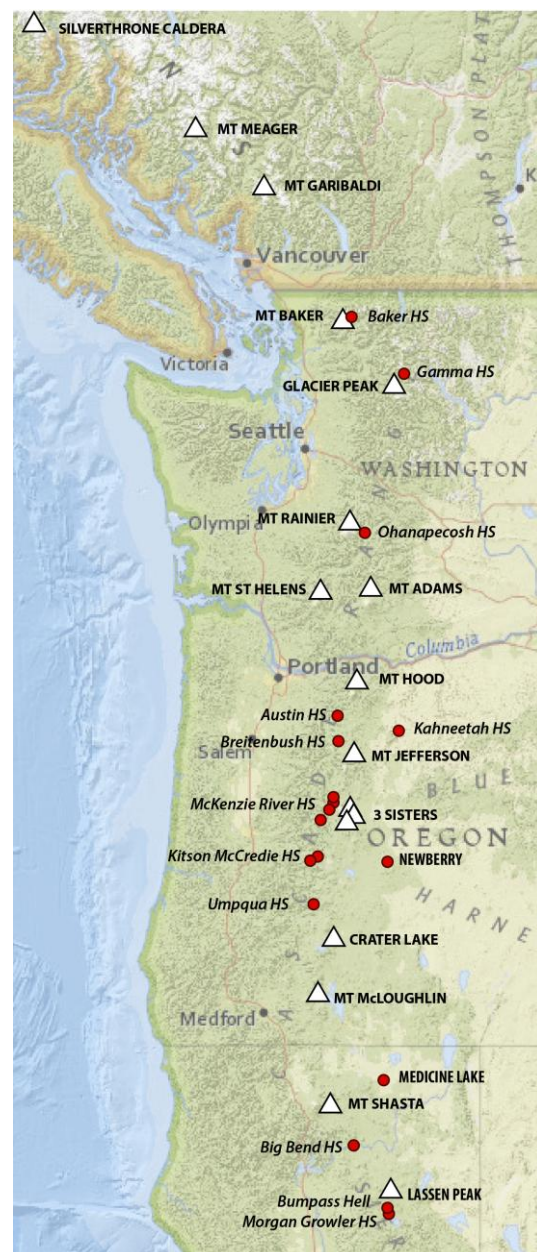 SILVERTHRONE CALDERA
THOMPSON PLAT
N
S
MT MEAGER
MT GARIBALDI
K
Vancouver
MT BAKER
Baker HS
Victoria
GLACIER PEAK
Gamma HS
Seattle
G
WASHINGTON
N
A
Olympia
MT RAINIER
Ohanapecosh HS
R
MT ST HELENS
MT ADAMS
Columbia
Portland
MT HOOD
Austin HS
Kahneetah HS
Breitenbush HS
Salem
MT JEFFERSON
D
E
BLUE
McKenzie River HS
A
3 SISTERS
OREGON
Kitson McCredie HS
NEWBERRY
C
HARNE
Umpqua HS
S
CRATER LAKE
MT McLOUGHLIN
A
Medford
C
MEDICINE LAKE
MT SHASTA
Big Bend HS
LASSEN PEAK
Bumpass Hell
Morgan Growler HS
S
R